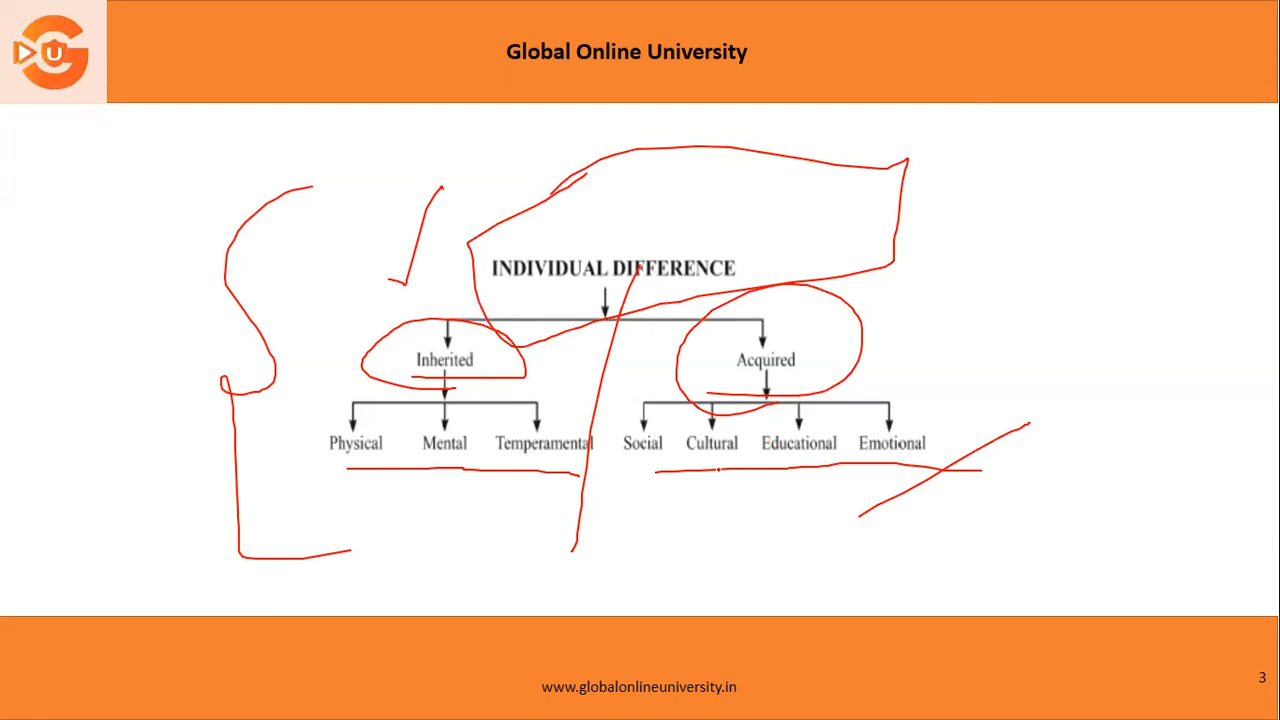 U
Global Online University
INDIVIDUAL DIFFERENCE
Inherited Acquired
Physical Mental Temperamental Social Cultural Educational Emotional
www.globalonlineuniversity.in
3